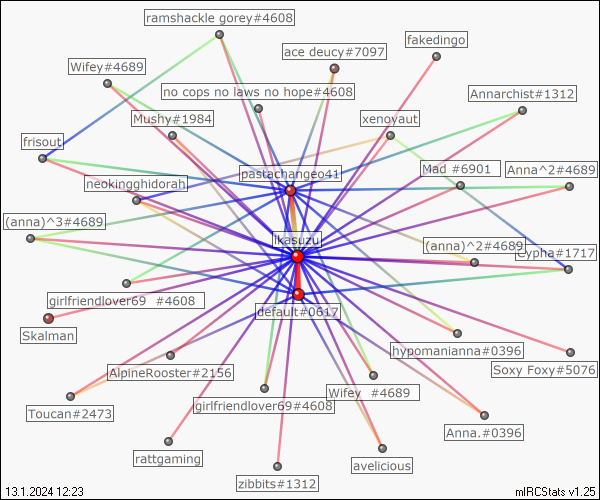 ramshackle gorey#4608
fakedingo
ace deucy#7097
Wifey#4689
no cops no laws no hope#4608
Annarchist#1312
Mushy#1984
xenoyaut
frisout
Mad #6901
Anna^2#4689
pastachangeo41
neokingghidorah
(anna)^3#4689
ikasuzu
(anna)^2#4689
Cypha#1717
girlfriendlover69 #4608
default#0617
Skalman
hypomanianna#0396
Soxy Foxy#5076
AlpineRooster#2156
Wifey #4689
girlfriendlover69#4608
Toucan#2473
Anna.#0396
rattgaming
avelicious
zibbits#1312
13.1.2024 12:23
mIRCStats v1.25